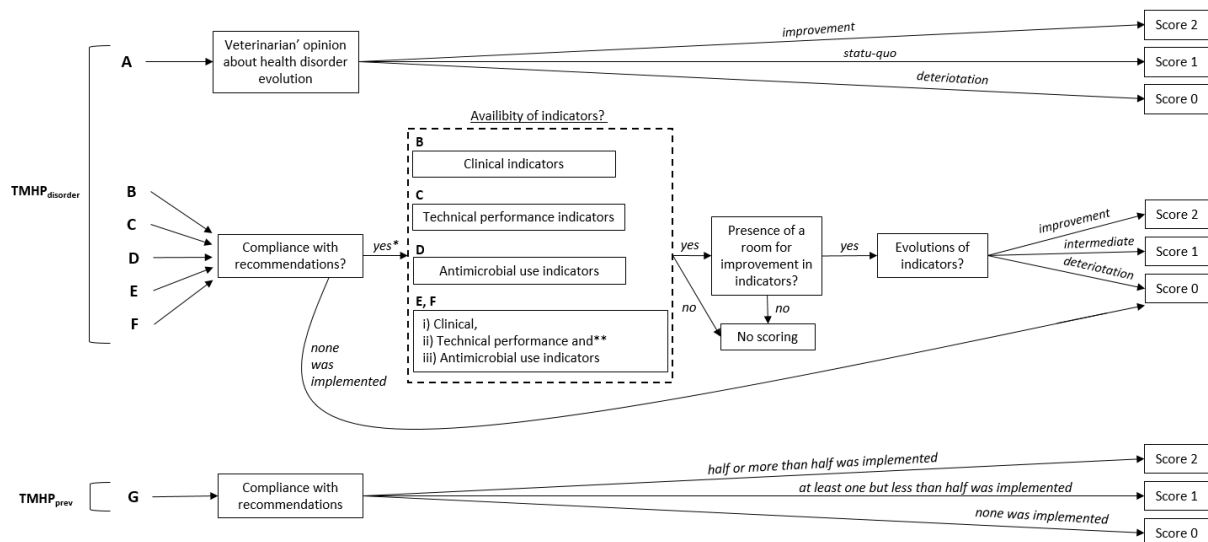 TMHPdisorder
A
Veterinarian' opinion
about health disorder
evolution
improvement
statu-quo
deteriotation
Score 2
Score 1
Score 0
B
C
D
E
F
Compliance with
recommendations?
yes*
none
was
implemented
Availibity of indicators?
B
Clinical indicators
C
Technical performance indicators
D
Antimicrobial use indicators
E, F
i) Clinical,
ii) Technical performance and**
iii) Antimicrobial use indicators
yes
no
Presence of a
room for
improvement in
indicators?
no
No scoring
yes
Evolutions of
indicators?
improvement
intermediate
deteriotation
Score 2
Score 1
Score 0
TMHPprev
G
Compliance with
recommendations
half or more than half was implemented
at least one but less than half was implemented
none was implemented
Score 2
Score 1
Score 0